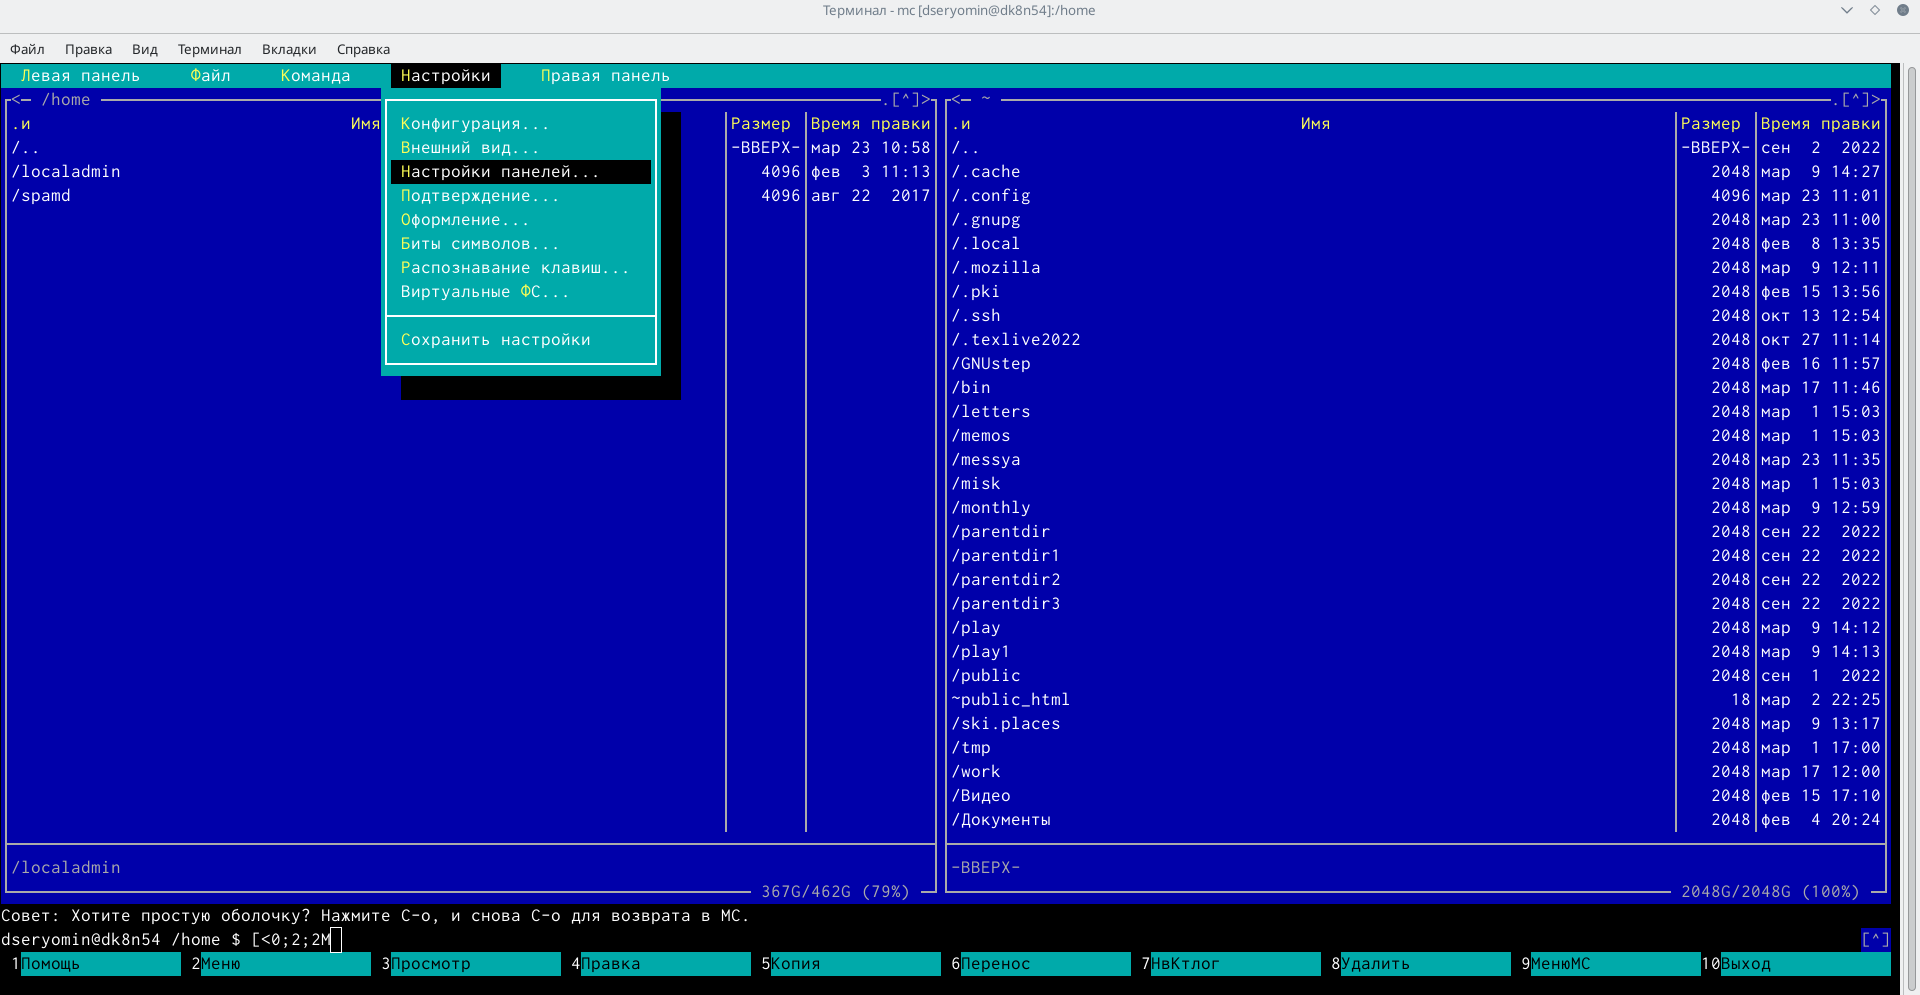 Терминал - mc [dseryomin@dk8n54]:/home
Файл Правка Вид Терминал Вкладки Справка
Левая панель Файл Команда Настройки Правая панель
<─ /home .[^]> <─ ~ .[^]>
.и Имя Конфигурация... Размер Время правки .и Имя Размер Время правки
/.. Внешний вид... -ВВЕРХ- мар 23 10:58 /.. -ВВЕРХ- сен 2 2022
/localadmin Настройки панелей... 4096 фев 3 11:13 /.cache 2048 мар 9 14:27
/spamd Подтверждение... 4096 авг 22 2017 /.config 4096 мар 23 11:01
Оформление... /.gnupg 2048 мар 23 11:00
Биты символов... /.local 2048 фев 8 13:35
Распознавание клавиш... /.mozilla 2048 мар 9 12:11
Виртуальные ФС... /.pki 2048 фев 15 13:56
/.ssh 2048 окт 13 12:54
Сохранить настройки /.texlive2022 2048 окт 27 11:14
/GNUstep 2048 фев 16 11:57
/bin 2048 мар 17 11:46
/letters 2048 мар 1 15:03
/memos 2048 мар 1 15:03
/messya 2048 мар 23 11:35
/misk 2048 мар 1 15:03
/monthly 2048 мар 9 12:59
/parentdir 2048 сен 22 2022
/parentdir1 2048 сен 22 2022
/parentdir2 2048 сен 22 2022
/parentdir3 2048 сен 22 2022
/play 2048 мар 9 14:12
/play1 2048 мар 9 14:13
/public 2048 сен 1 2022
~public_html 18 мар 2 22:25
/ski.places 2048 мар 9 13:17
/tmp 2048 мар 1 17:00
/work 2048 мар 17 12:00
/Видео 2048 фев 15 17:10
/Документы 2048 фев 4 20:24
/localadmin -ВВЕРХ-
367G/462G (79%) 2048G/2048G (100%)
Совет: Хотите простую оболочку? Нажмите C-o, и снова C-o для возврата в MC.
dseryomin@dk8n54 /home $ [<0;2;2M [^]
1Помощь 2Меню 3Просмотр 4Правка 5Копия 6Перенос 7НвКтлог 8Удалить 9МенюMC 10Выход